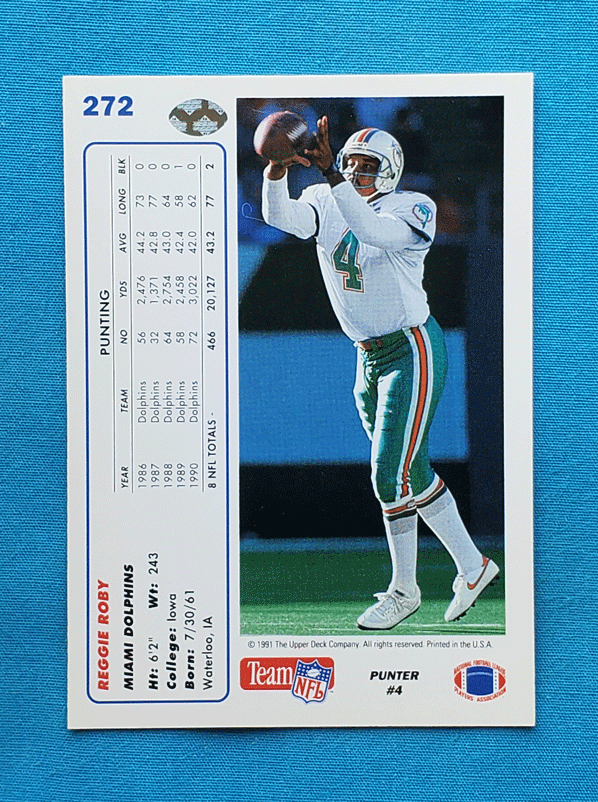 272
REGGIE ROBY
MIAMI DOLPHINS
Ht: 6'2" Wt: 243
College: Iowa
Born: 7/30/61
Waterloo, IA
PUNTING
YEAR TEAM NO YDS AVG LONG BLK
1986 Dolphins 56 2,476 44.2 73 0
1987 Dolphins 32 1,371 42.8 77 0
1988 Dolphins 64 2,754 43.0 64 0
1989 Dolphins 58 2,458 42.4 58 1
1990 Dolphins 72 3,022 42.0 62 0
8 NFL TOTALS - 466 20,127 43.2 77 2
4
© 1991 The Upper Deck Company. All rights reserved. Printed in the U.S.A.
Team NFL
PUNTER
#4
NATIONAL FOOTBALL LEAGUE
PLAYERS ASSOCIATION